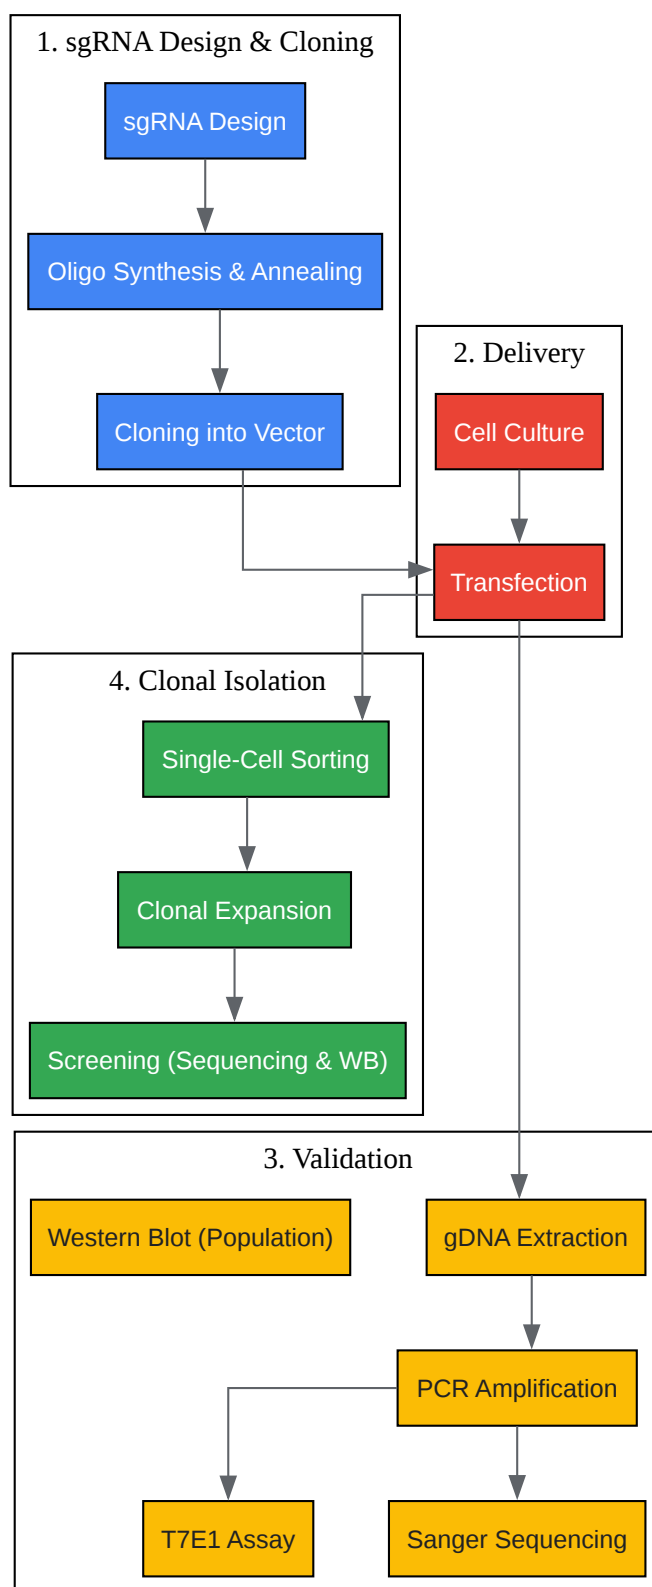 1. sgRNA Design & Cloning
sgRNA Design
Oligo Synthesis & Annealing
Cloning into Vector
2. Delivery
Cell Culture
Transfection
4. Clonal Isolation
Single-Cell Sorting
Clonal Expansion
Screening (Sequencing & WB)
3. Validation
Western Blot (Population)
gDNA Extraction
PCR Amplification
T7E1 Assay
Sanger Sequencing